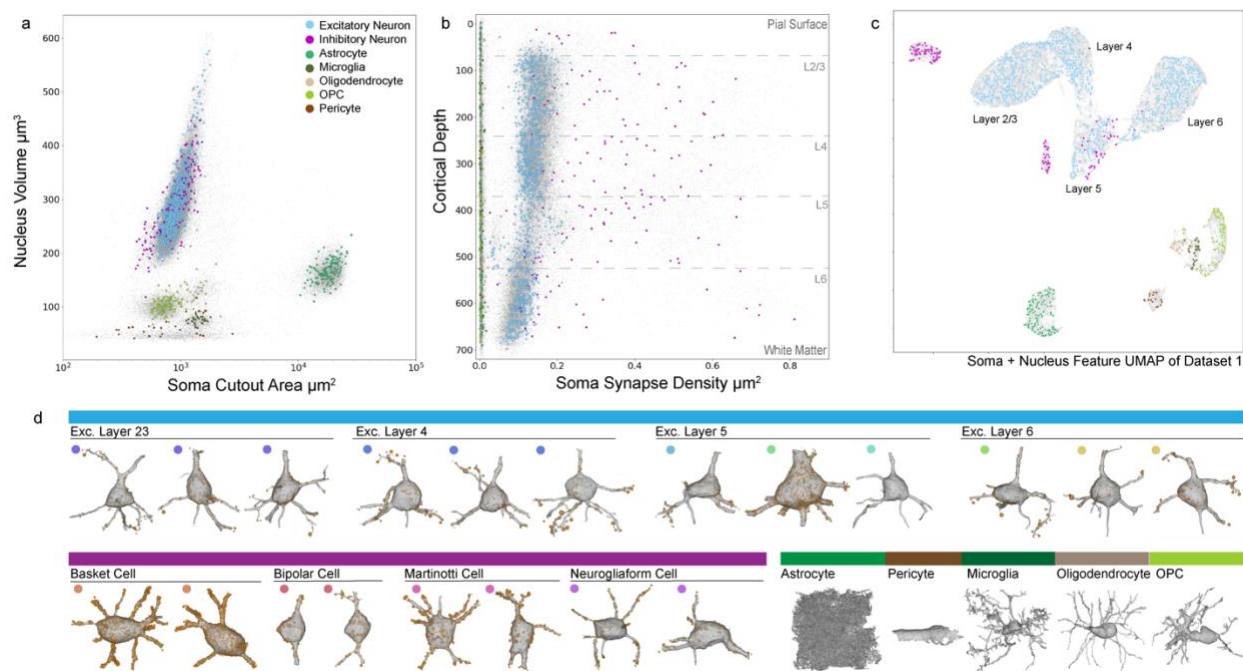 a
Nucleus Volume µm³
600
500
400
300
200
100
10²
10³
10⁴
10⁵
Soma Cutout Area µm²
Excitatory Neuron
Inhibitory Neuron
Astrocyte
Microglia
Oligodendrocyte
OPC
Pericyte
b
Cortical Depth
0
100
200
300
400
500
600
700
0.0
0.2
0.4
0.6
0.8
Soma Synapse Density µm²
Pial Surface
L2/3
L4
L5
L6
White Matter
c
Layer 4
Layer 2/3
Layer 6
Layer 5
Soma + Nucleus Feature UMAP of Dataset 1
d
Exc. Layer 23
Exc. Layer 4
Exc. Layer 5
Exc. Layer 6
Basket Cell
Bipolar Cell
Martinotti Cell
Neurogliaform Cell
Astrocyte
Pericyte
Microglia
Oligodendrocyte
OPC